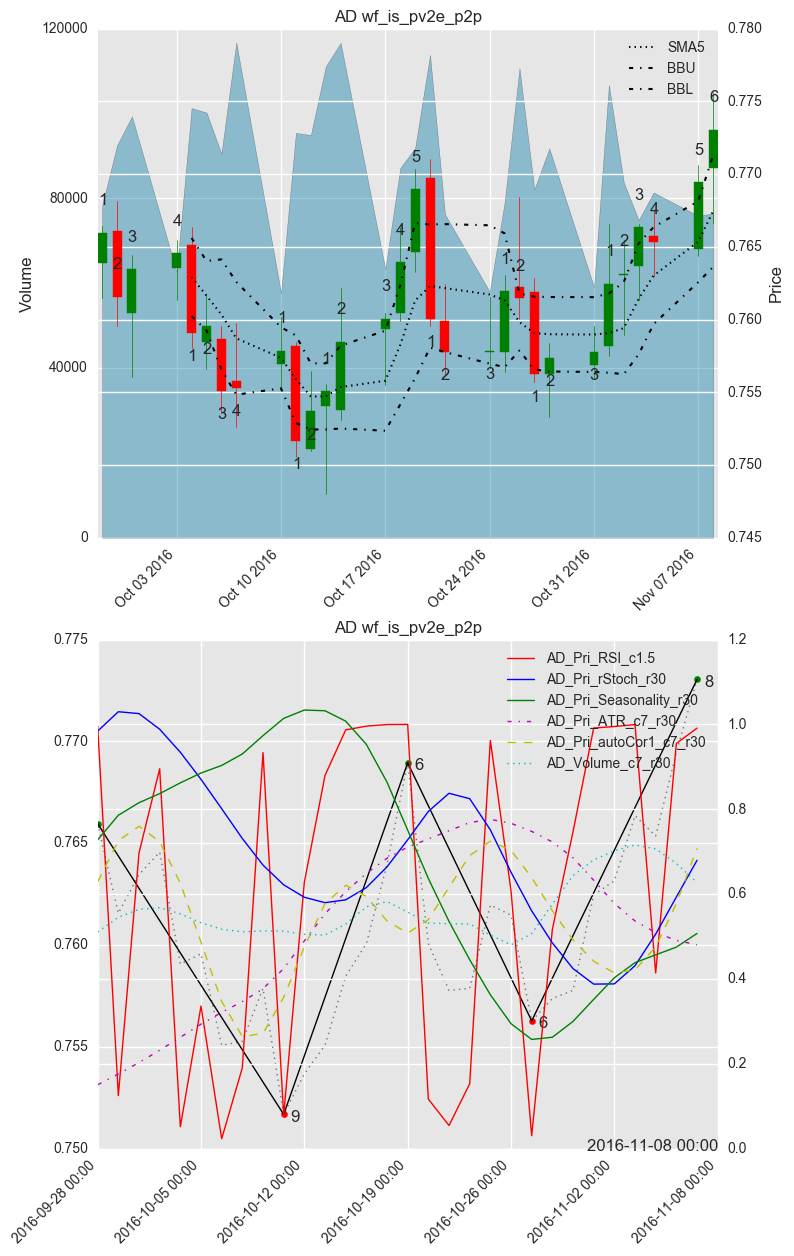 AD wf_is_pv2e_p2p
120000
80000
40000
0
Volume
0.780
0.775
0.770
0.765
0.760
0.755
0.750
0.745
Price
SMA5
BBU
BBL
1 2 3 4 1 2 3 4 1 1 2 1 2 3 4 5 1 2 3 1 2 1 2 3 1 2 3 4 5 6
Oct 03 2016
Oct 10 2016
Oct 17 2016
Oct 24 2016
Oct 31 2016
Nov 07 2016
AD wf_is_pv2e_p2p
0.775
0.770
0.765
0.760
0.755
0.750
1.2
1.0
0.8
0.6
0.4
0.2
0.0
AD_Pri_RSI_c1.5
AD_Pri_rStoch_r30
AD_Pri_Seasonality_r30
AD_Pri_ATR_c7_r30
AD_Pri_autoCor1_c7_r30
AD_Volume_c7_r30
9
6
6
8
2016-11-08 00:00
2016-09-28 00:00
2016-10-05 00:00
2016-10-12 00:00
2016-10-19 00:00
2016-10-26 00:00
2016-11-02 00:00
2016-11-08 00:00